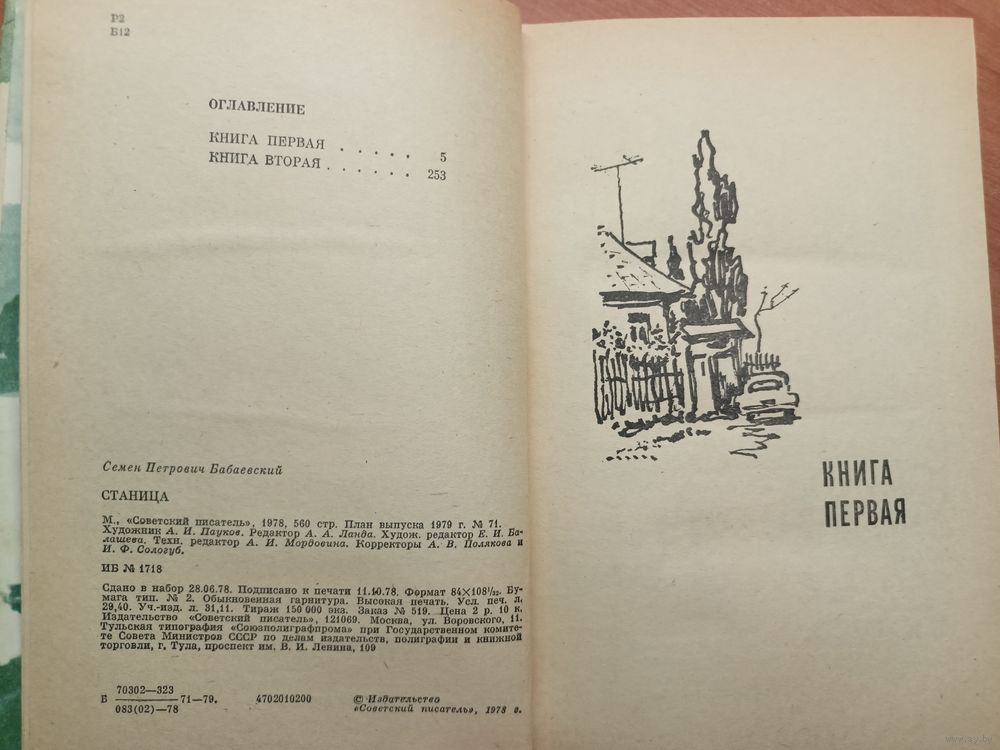 Р2
Б12
ОГЛАВЛЕНИЕ
КНИГА ПЕРВАЯ . . . . . 5
КНИГА ВТОРАЯ . . . . . . 253
Семен Петрович Бабаевский
СТАНИЦА
М., «Советский писатель», 1978, 560 стр. План выпуска 1979 г. № 71.
Художник А. И. Пауков. Редактор А. А. Ланда. Худож. редактор Е. И. Ба-
лашева. Техн. редактор А. И. Мордовина. Корректоры А. В. Полякова и
И. Ф. Сологуб.
ИБ № 1718
Сдано в набор 28.06.78. Подписано к печати 11.10.78. Формат 84×108¹/₃₂. Бу-
мага тип. № 2. Обыкновенная гарнитура. Высокая печать. Усл. печ. л.
29,40. Уч.-изд. л. 31,11. Тираж 150 000 экз. Заказ № 519. Цена 2 р. 10 к.
Издательство «Советский писатель», 121069. Москва, ул. Воровского, 11.
Тульская типография «Союзполиграфпрома» при Государственном комите-
те Совета Министров СССР по делам издательств, полиграфии и книжной
торговли, г. Тула, проспект им. В. И. Ленина, 109
70302—323
Б 71—79. 4702010200
083(02)—78
© Издательство
«Советский писатель», 1978 г.
КНИГА
ПЕРВАЯ
www.ay.by